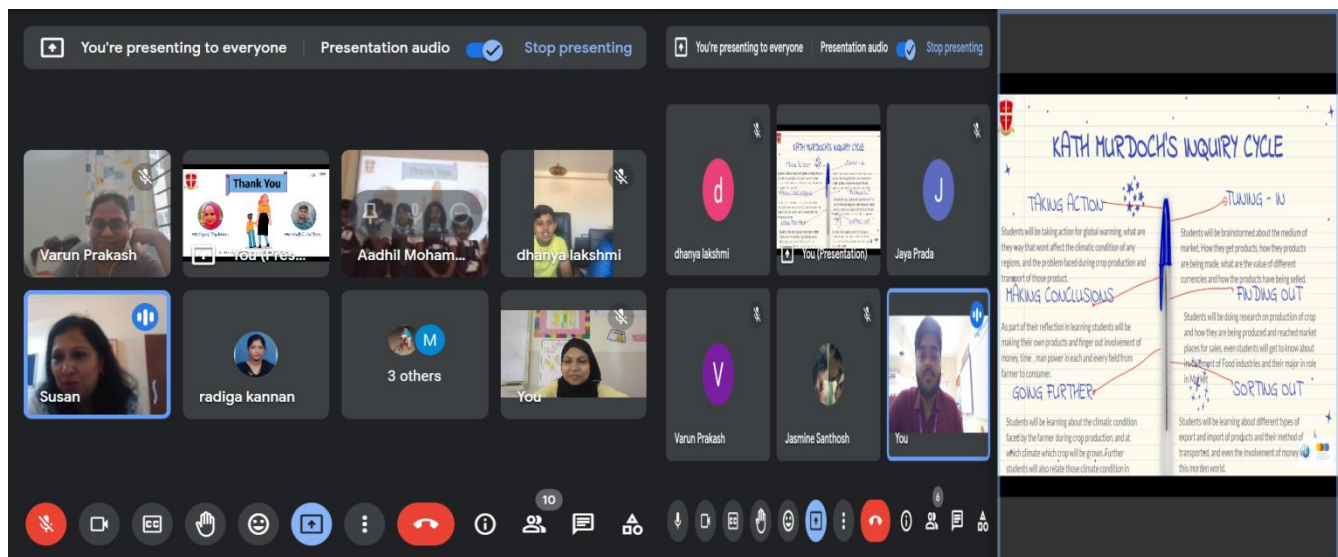 You're presenting to everyone
Presentation audio
Stop presenting
Varun Prakash
Thank You
You (Pres...
Thank You
Aadhil Moham...
dhanya lakshmi
Susan
radiga kannan
M
3 others
You
10
You're presenting to everyone
Presentation audio
Stop presenting
d
dhanya lakshmi
KATH MURDOCH'S INQUIRY CYCLE
You (Presentation)
J
Jaya Prada
V
Varun Prakash
Jasmine Santhosh
You
6
KATH MURDOCH'S INQUIRY CYCLE
TAKING ACTION
Students will be taking action for global warming, what are
they way that wont affect the climatic condition of any
regions, and the problem faced during crop production and
transport of those product.
MAKING CONCLUSIONS
As part of their reflection in learning students will be
making their own products and finger out involvement of
money, time , man power in each and every field from
farmer to consumer.
GOING FURTHER
Students will be learning about the climatic condition
faced by the farmer during crop production, and at
which climate which crop will be grown. Further
students will also relate those climate condition in
TUNING - IN
Students will be brainstormed about the medium of
market, How they get products, how they products
are being made, what are the value of different
currencies and how the products have being selled.
FINDING OUT
Students will be doing research on production of crop
and how they are being produced and reached market
places for sales, even students will get to know about
involvement of Food industries and their major in role
in Market
SORTING OUT
Students will be learning about different types of
export and import of products and their method of
transported, and even the involvement of money in
this morden world.